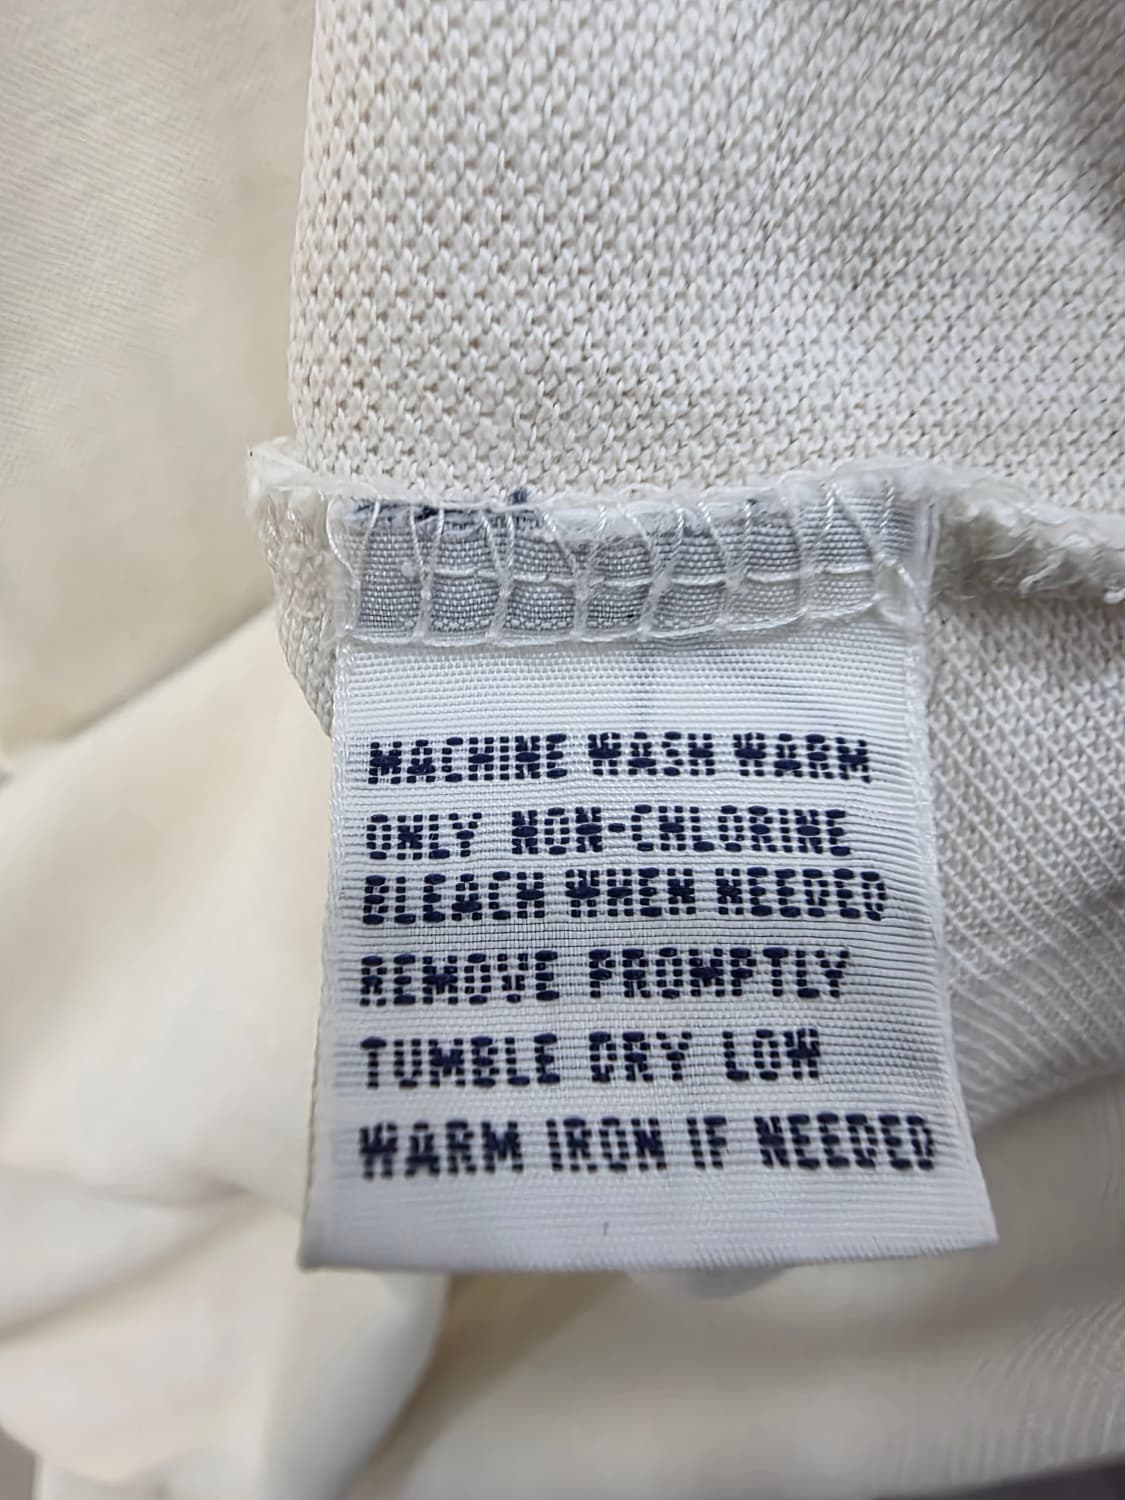 MACHINE WASH WARM
ONLY NON-CHLORINE
BLEACH WHEN NEEDED
REMOVE PROMPTLY
TUMBLE DRY LOW
WARM IRON IF NEEDED